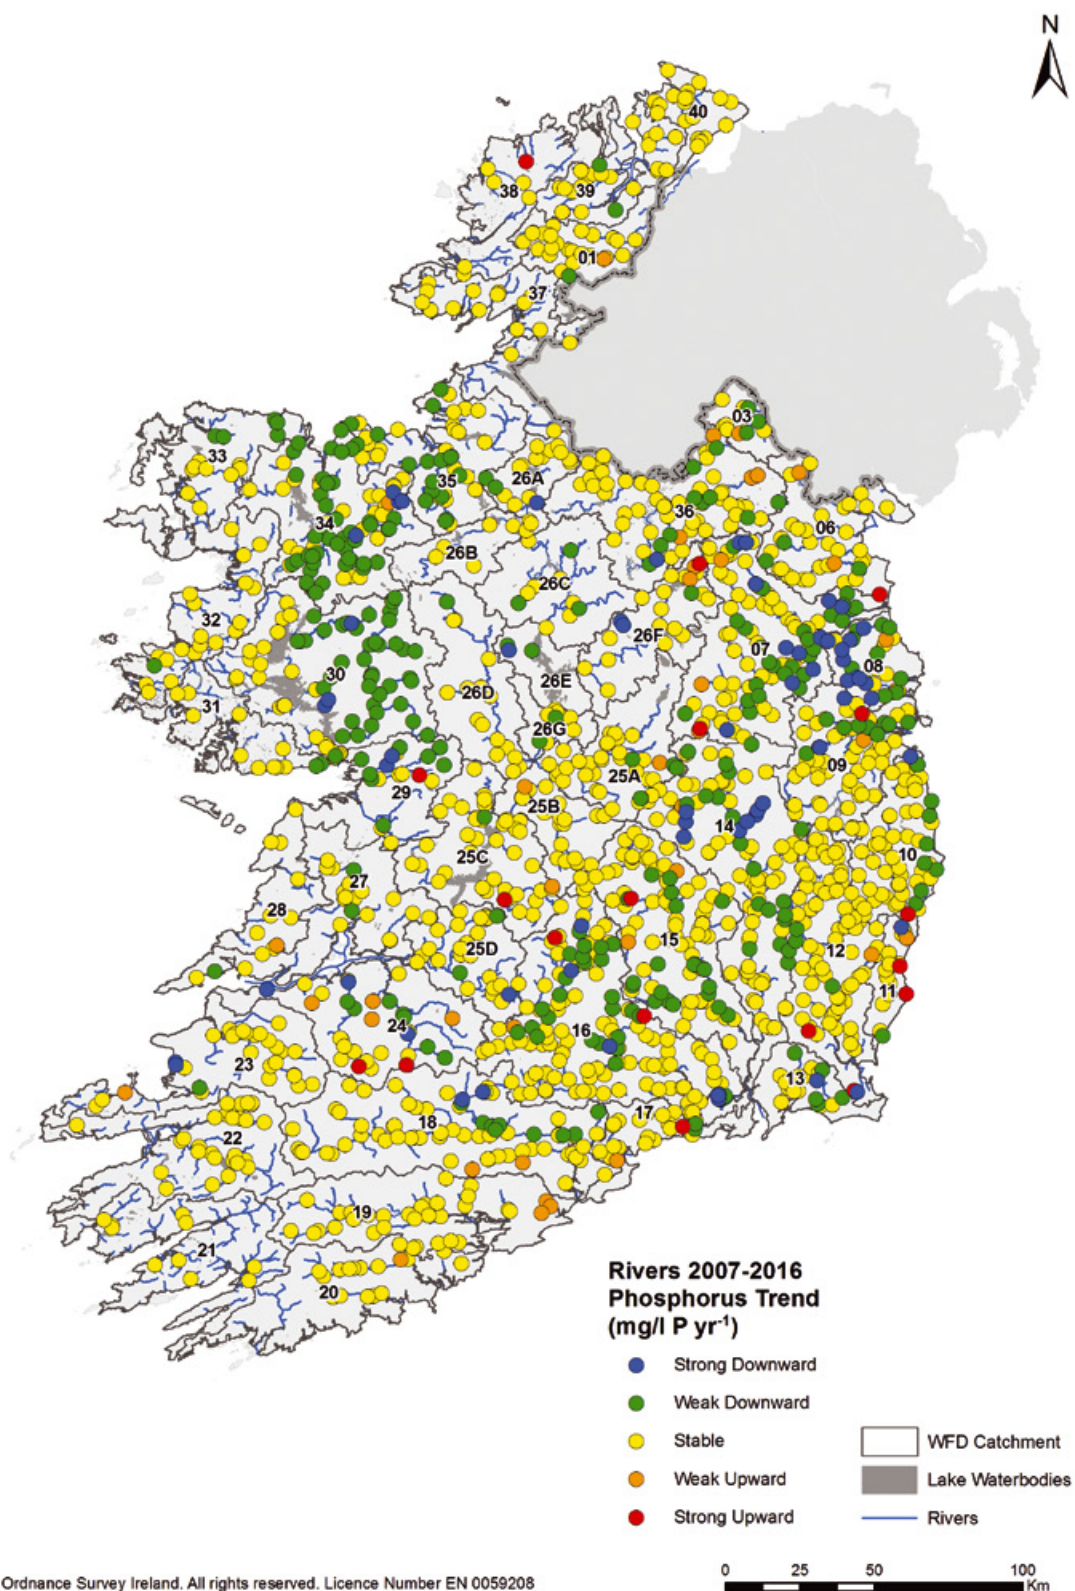 N
40
38
39
01
37
03
33
35
26A
36
34
06
26B
26C
32
26F
07
08
30
26E
31
26D
26G
09
29
25A
25B
14
25C
10
27
28
15
25D
12
11
24
16
23
13
18
17
22
19
21
20
Rivers 2007-2016
Phosphorus Trend
(mg/l P yr-1)
Strong Downward
Weak Downward
Stable
WFD Catchment
Weak Upward
Lake Waterbodies
Strong Upward
Rivers
0 25 50 100
Km
Ordnance Survey Ireland. All rights reserved. Licence Number EN 0059208